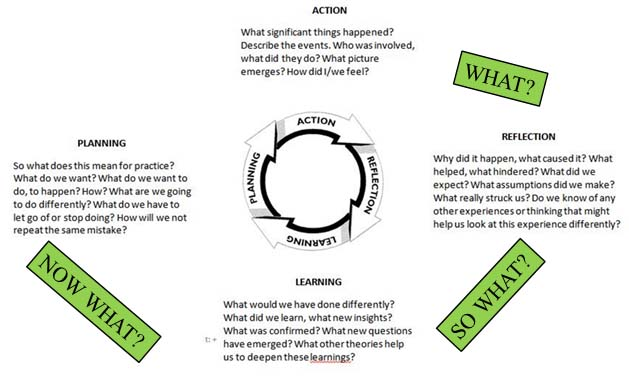 ACTION
What significant things happened?
Describe the events. Who was involved,
what did they do? What picture
emerges? How did I/we feel?
WHAT?
REFLECTION
Why did it happen, what caused it? What
helped, what hindered? What did we
expect? What assumptions did we make?
What really struck us? Do we know of any
other experiences or thinking that might
help us look at this experience differently?
SO WHAT?
LEARNING
What would we have done differently?
What did we learn, what new insights?
What was confirmed? What new questions
have emerged? What other theories help
us to deepen these learnings?
PLANNING
So what does this mean for practice?
What do we want? What do we want to
do, to happen? How? What are we going
to do differently? What do we have to
let go of or stop doing? How will we not
repeat the same mistake?
NOW WHAT?
ACTION
REFLECTION
LEARNING
PLANNING